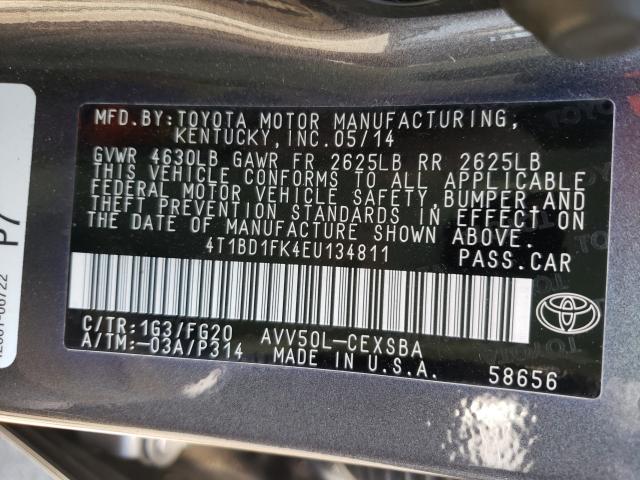 MFD.BY:TOYOTA MOTOR MANUFACTURING,
KENTUCKY,INC.05/14
GVWR 4630LB GAWR FR 2625LB RR 2625LB
THIS VEHICLE CONFORMS TO ALL APPLICABLE
FEDERAL MOTOR VEHICLE SAFETY,BUMPER,AND
THEFT PREVENTION STANDARDS IN EFFECT ON
THE DATE OF MANUFACTURE SHOWN ABOVE.
4T1BD1FK4EU134811 PASS.CAR
C/TR:1G3/FG20 AVV50L-CEXSBA
A/TM:-03A/P314 MADE IN U.S.A.
58656
P7